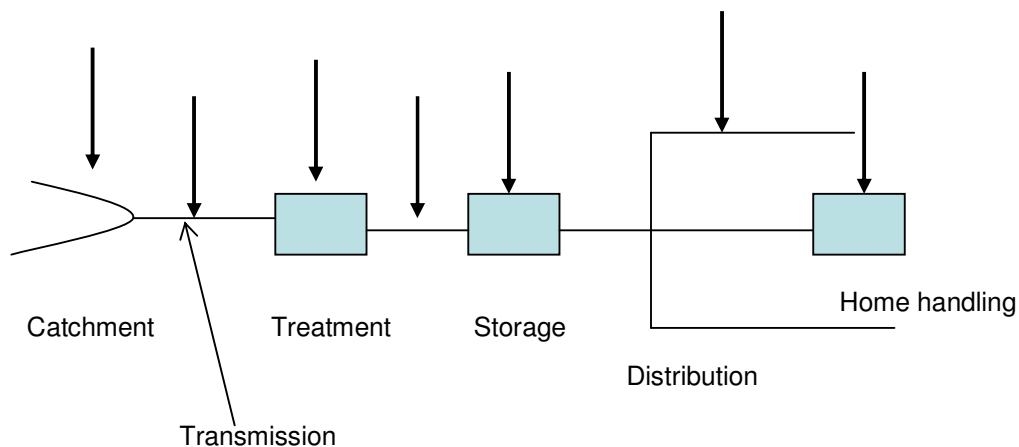 Home handling
Catchment
Treatment
Storage
Distribution
Transmission